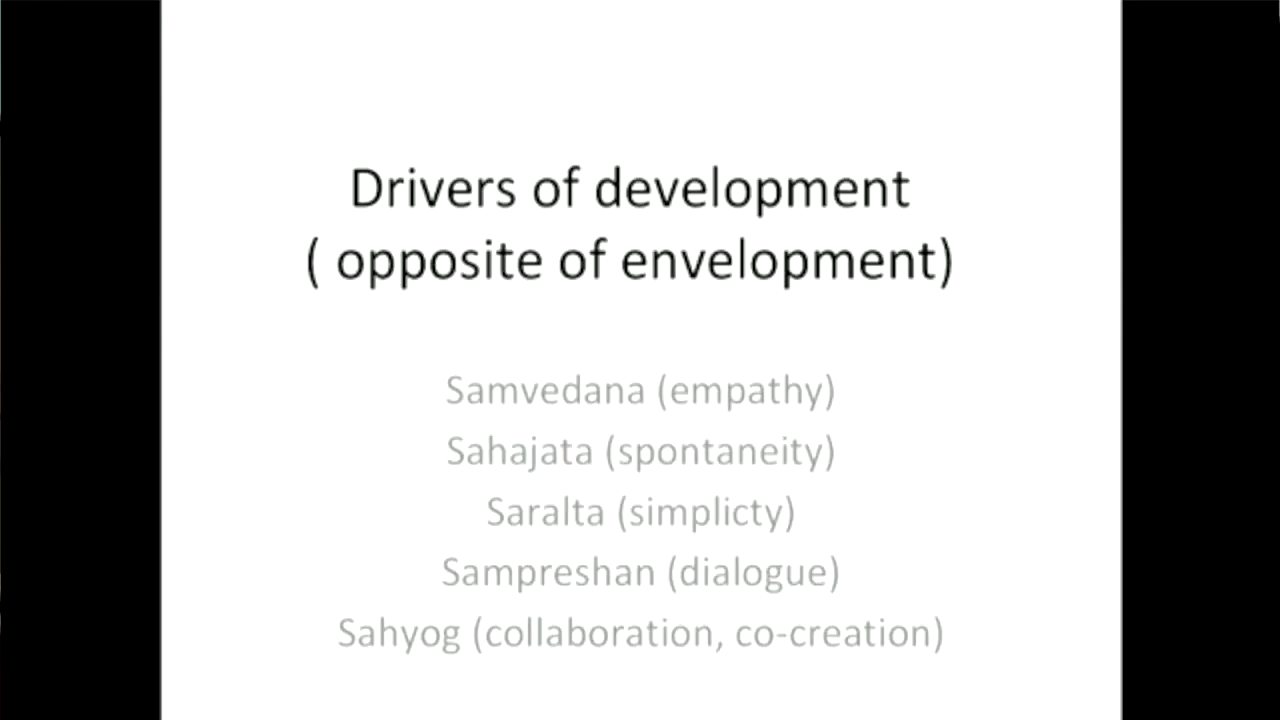 Drivers of development
( opposite of envelopment)
Samvedana (empathy)
Sahajata (spontaneity)
Saralta (simplicty)
Sampreshan (dialogue)
Sahyog (collaboration, co-creation)